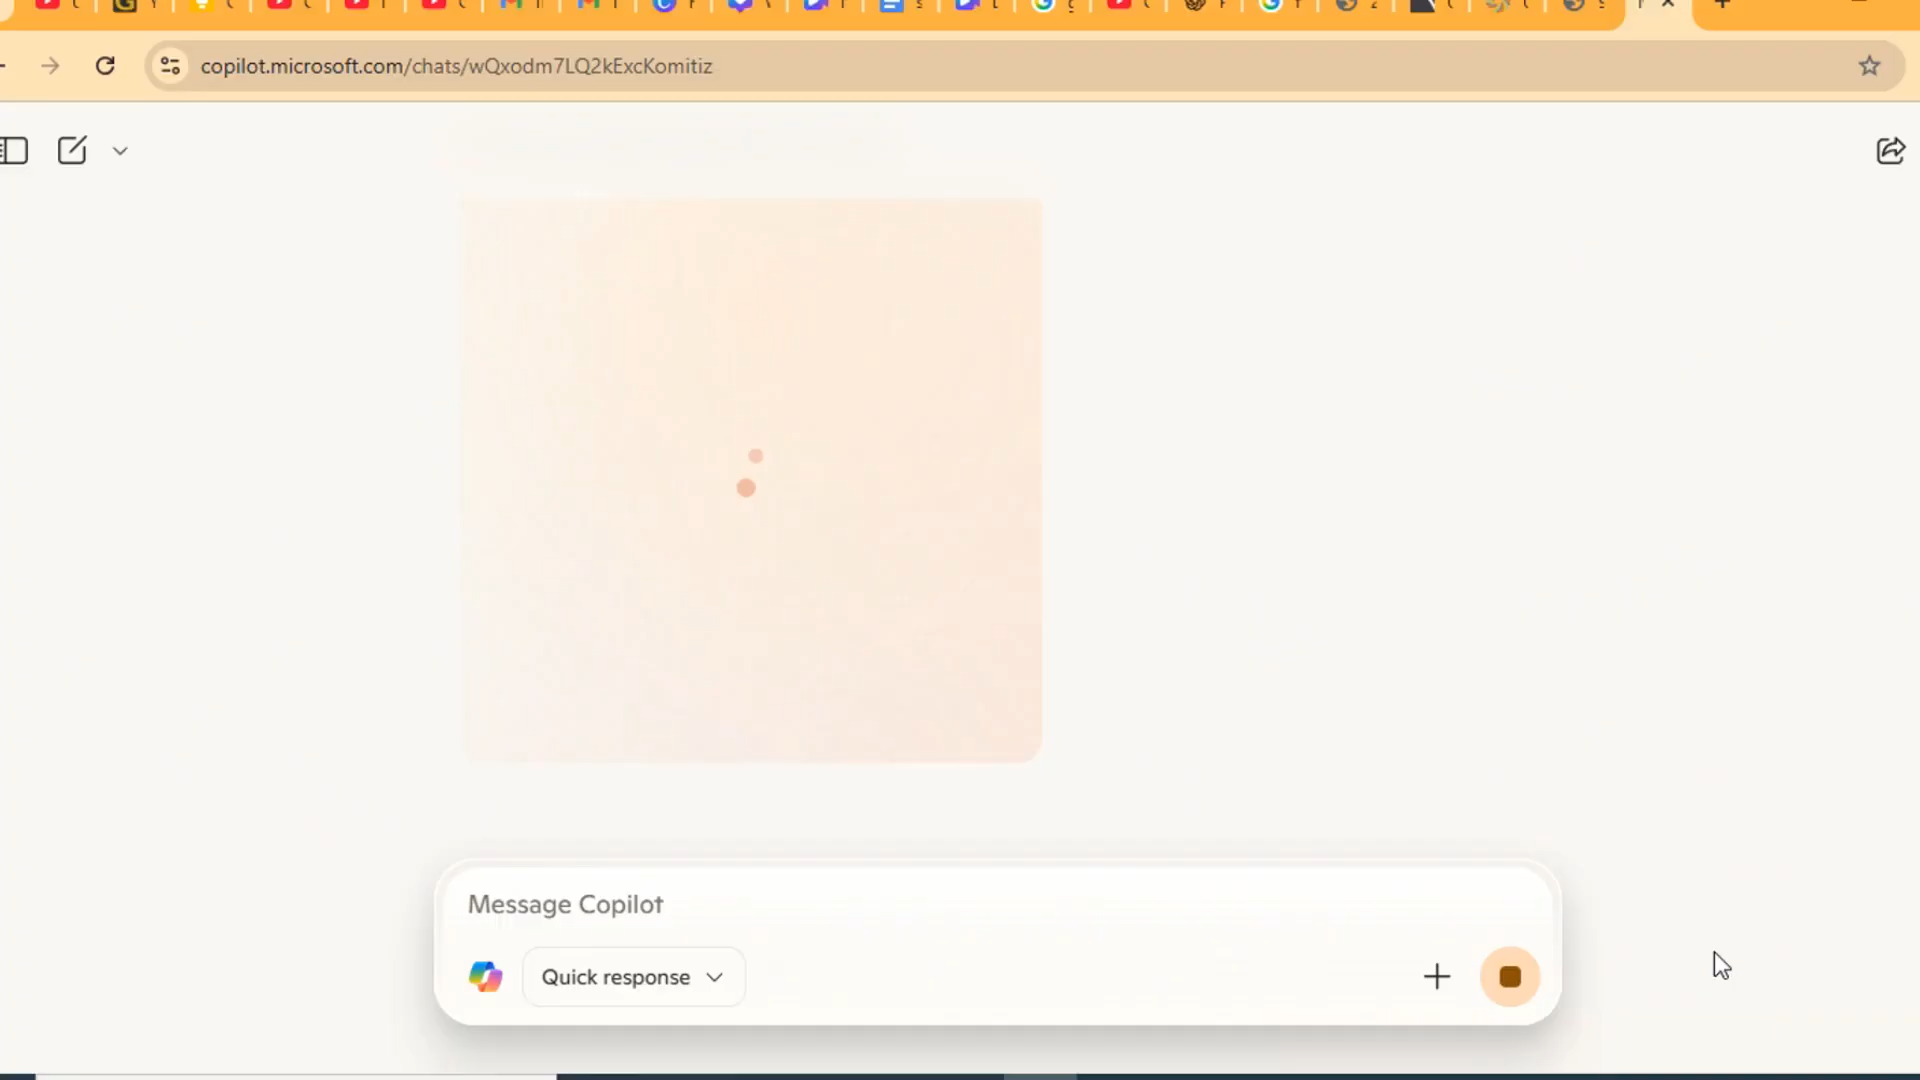 copilot.microsoft.com/chats/wQxodm7LQ2kExcKomitiz
Message Copilot
Quick response